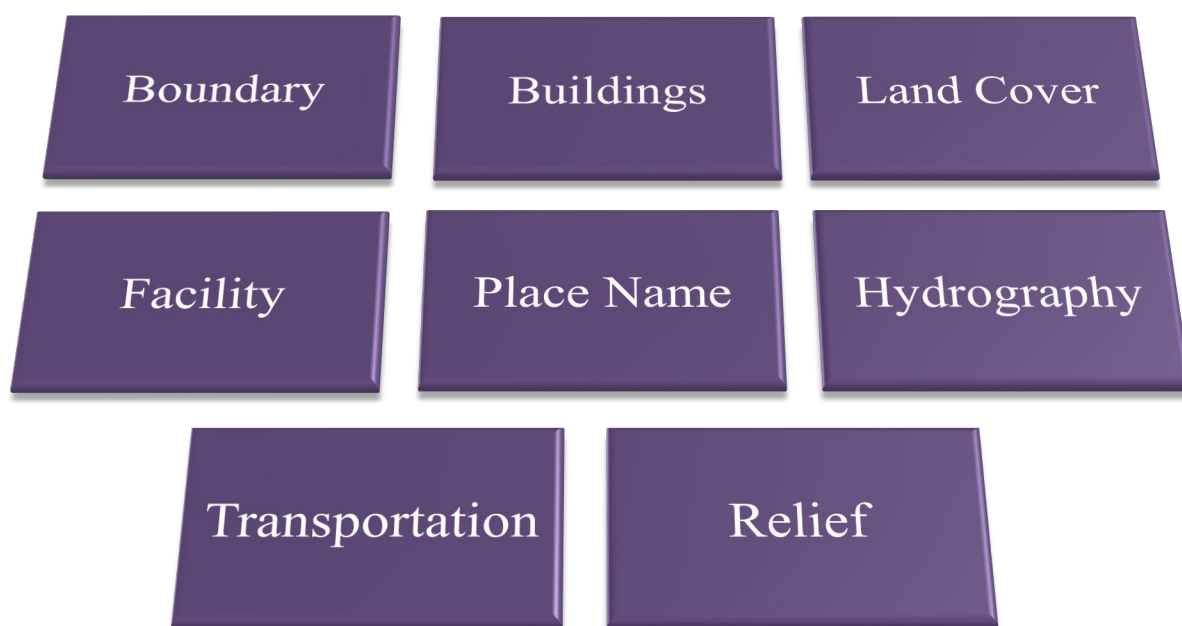 Boundary
Buildings
Land Cover
Facility
Place Name
Hydrography
Transportation
Relief